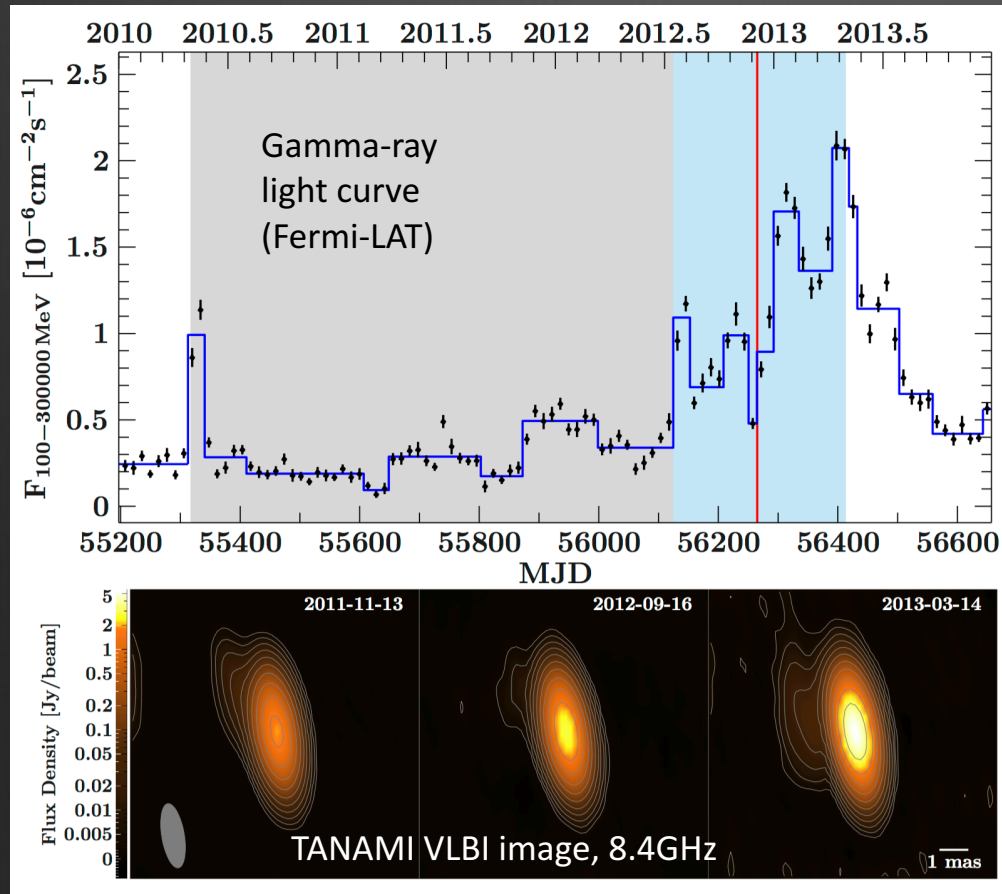 2010 2010.5 2011 2011.5 2012 2012.5 2013 2013.5
F100−300000 MeV [10−6cm−2s−1]
2.5
2
1.5
1
0.5
0
Gamma-ray
light curve
(Fermi-LAT)
55200 55400 55600 55800 56000 56200 56400 56600
MJD
Flux Density [Jy/beam]
5
2
1
0.5
0.2
0.1
0.05
0.02
0.01
0.005
0
2011-11-13 2012-09-16 2013-03-14
TANAMI VLBI image, 8.4GHz
1 mas